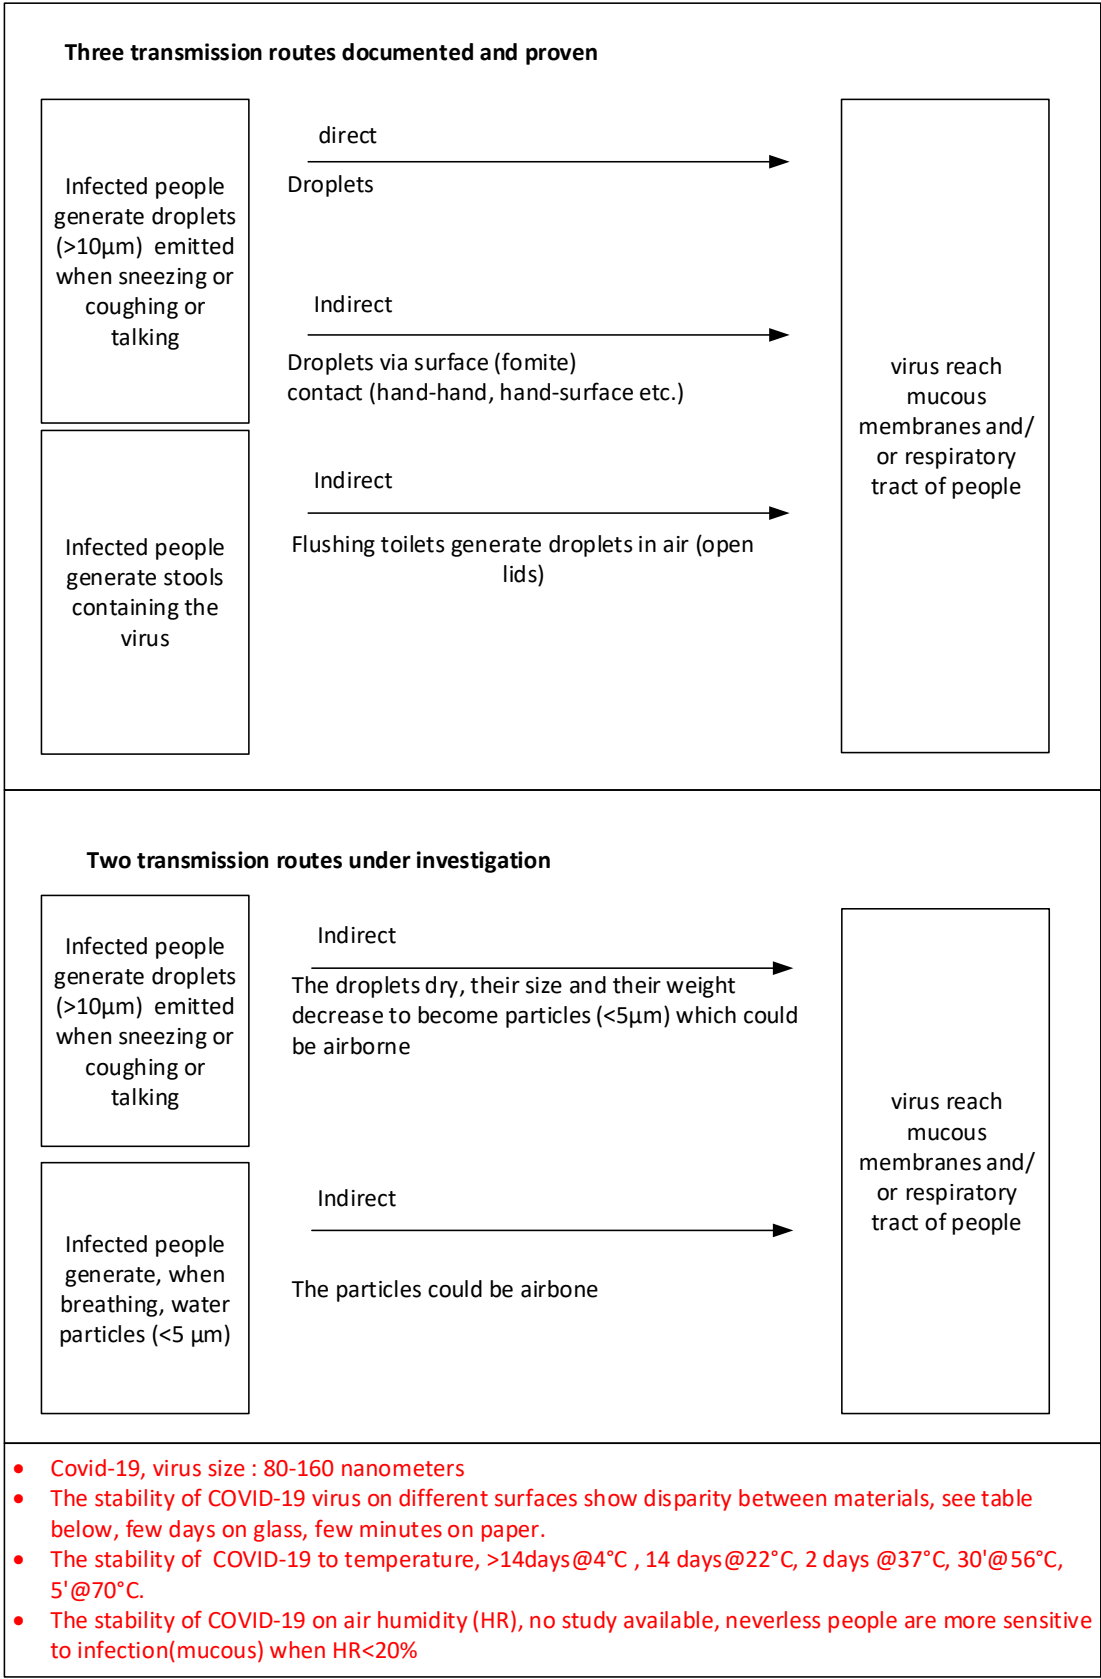 Three transmission routes documented and proven
Infected people
generate droplets
(>10µm)  emitted
when sneezing or
coughing or
talking
direct
Droplets
Indirect
Droplets via surface (fomite)
contact (hand-hand, hand-surface etc.)
Infected people
generate stools
containing the
virus
Indirect
Flushing toilets generate droplets in air (open
lids)
virus reach
mucous
membranes and/
or respiratory
tract of people
Two transmission routes under investigation
Infected people
generate droplets
(>10µm)  emitted
when sneezing or
coughing or
talking
Indirect
The droplets dry, their size and their weight
decrease to become particles (<5µm) which could
be airborne
Infected people
generate, when
breathing, water
particles (<5 µm)
Indirect
The particles could be airbone
virus reach
mucous
membranes and/
or respiratory
tract of people
• Covid-19, virus size : 80-160 nanometers
• The stability of COVID-19 virus on different surfaces show disparity between materials, see table
below, few days on glass, few minutes on paper.
• The stability of  COVID-19 to temperature, >14days@4°C , 14 days@22°C, 2 days @37°C, 30'@56°C,
5'@70°C.
• The stability of COVID-19 on air humidity (HR), no study available, neverless people are more sensitive
to infection(mucous) when HR<20%